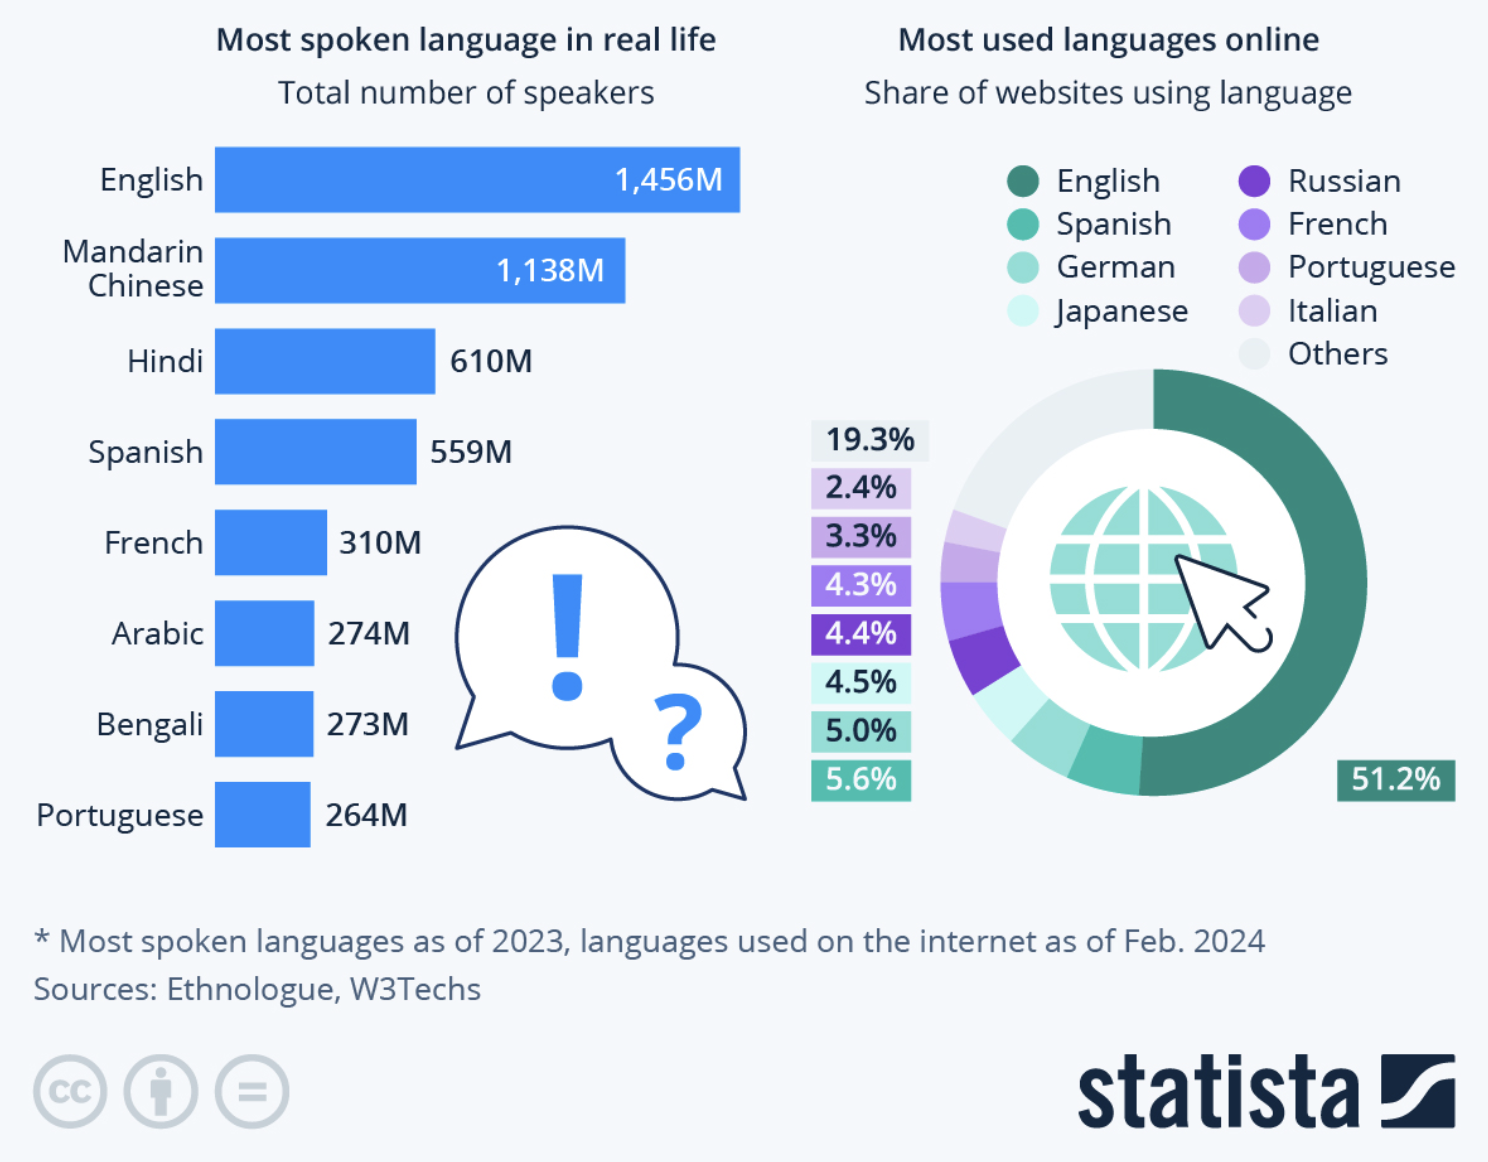 Most spoken language in real life
Total number of speakers
English 1,456M
Mandarin
Chinese 1,138M
Hindi 610M
Spanish 559M
French 310M
Arabic 274M
Bengali 273M
Portuguese 264M
!
?
Most used languages online
Share of websites using language
English
Spanish
German
Japanese
Russian
French
Portuguese
Italian
Others
19.3%
2.4%
3.3%
4.3%
4.4%
4.5%
5.0%
5.6%
51.2%
* Most spoken languages as of 2023, languages used on the internet as of Feb. 2024
Sources: Ethnologue, W3Techs
cc
=
statista